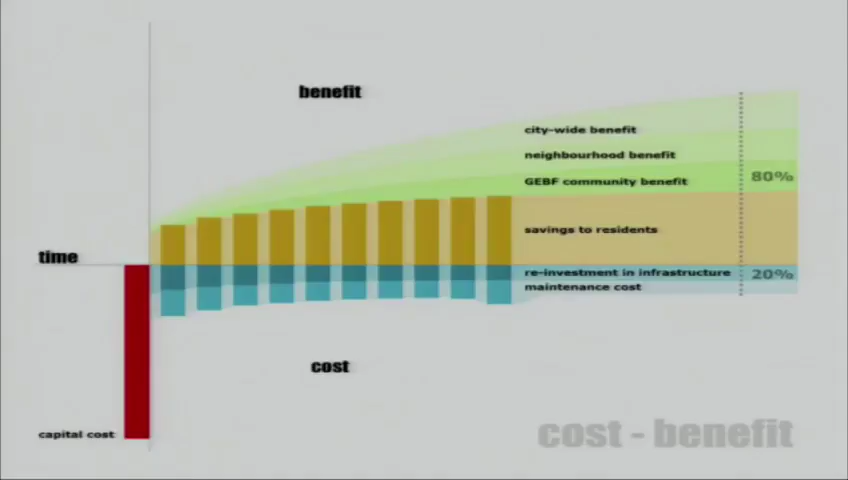 benefit
city-wide benefit
neighbourhood benefit
GEBF community benefit
80%
savings to residents
time
re-investment in infrastructure
20%
maintenance cost
cost
capital cost
cost - benefit